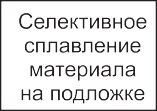 Селективное
сплавление
материала
на подложке